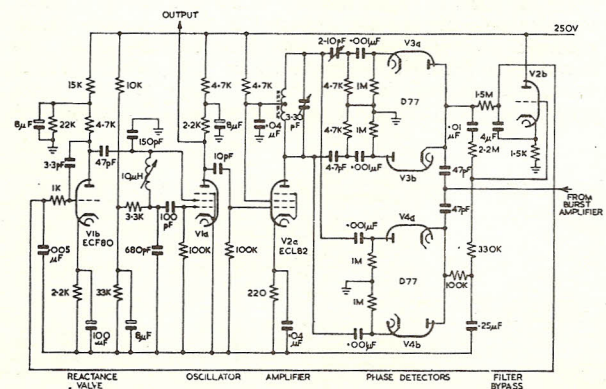 OUTPUT
250V
15K
10K
4·7K
4·7K
2-10pF
·001µF
V3a
V2b
8µF
22K
4·7K
150pF
2·2K
8µF
·04 µF
3-30 pF
4·7K
1M
D77
1·5M
·01 µF
4µF
3·3pF
47pF
10µH
10pF
4·7K
1M
2·2M
1·5K
4·7pF
·001µF
V3b
47pF
1K
V1b
ECF80
3·3K
100 pF
V1a
V2a
ECL82
·001µF
V4a
47pF
FROM
BURST
AMPLIFIER
·005 µF
680pF
100K
100K
1M
D77
330K
100K
2·2K
33K
220
1M
100 µF
8µF
·04 µF
·001µF
V4b
·25µF
REACTANCE
VALVE
OSCILLATOR
AMPLIFIER
PHASE DETECTORS
FILTER
BYPASS